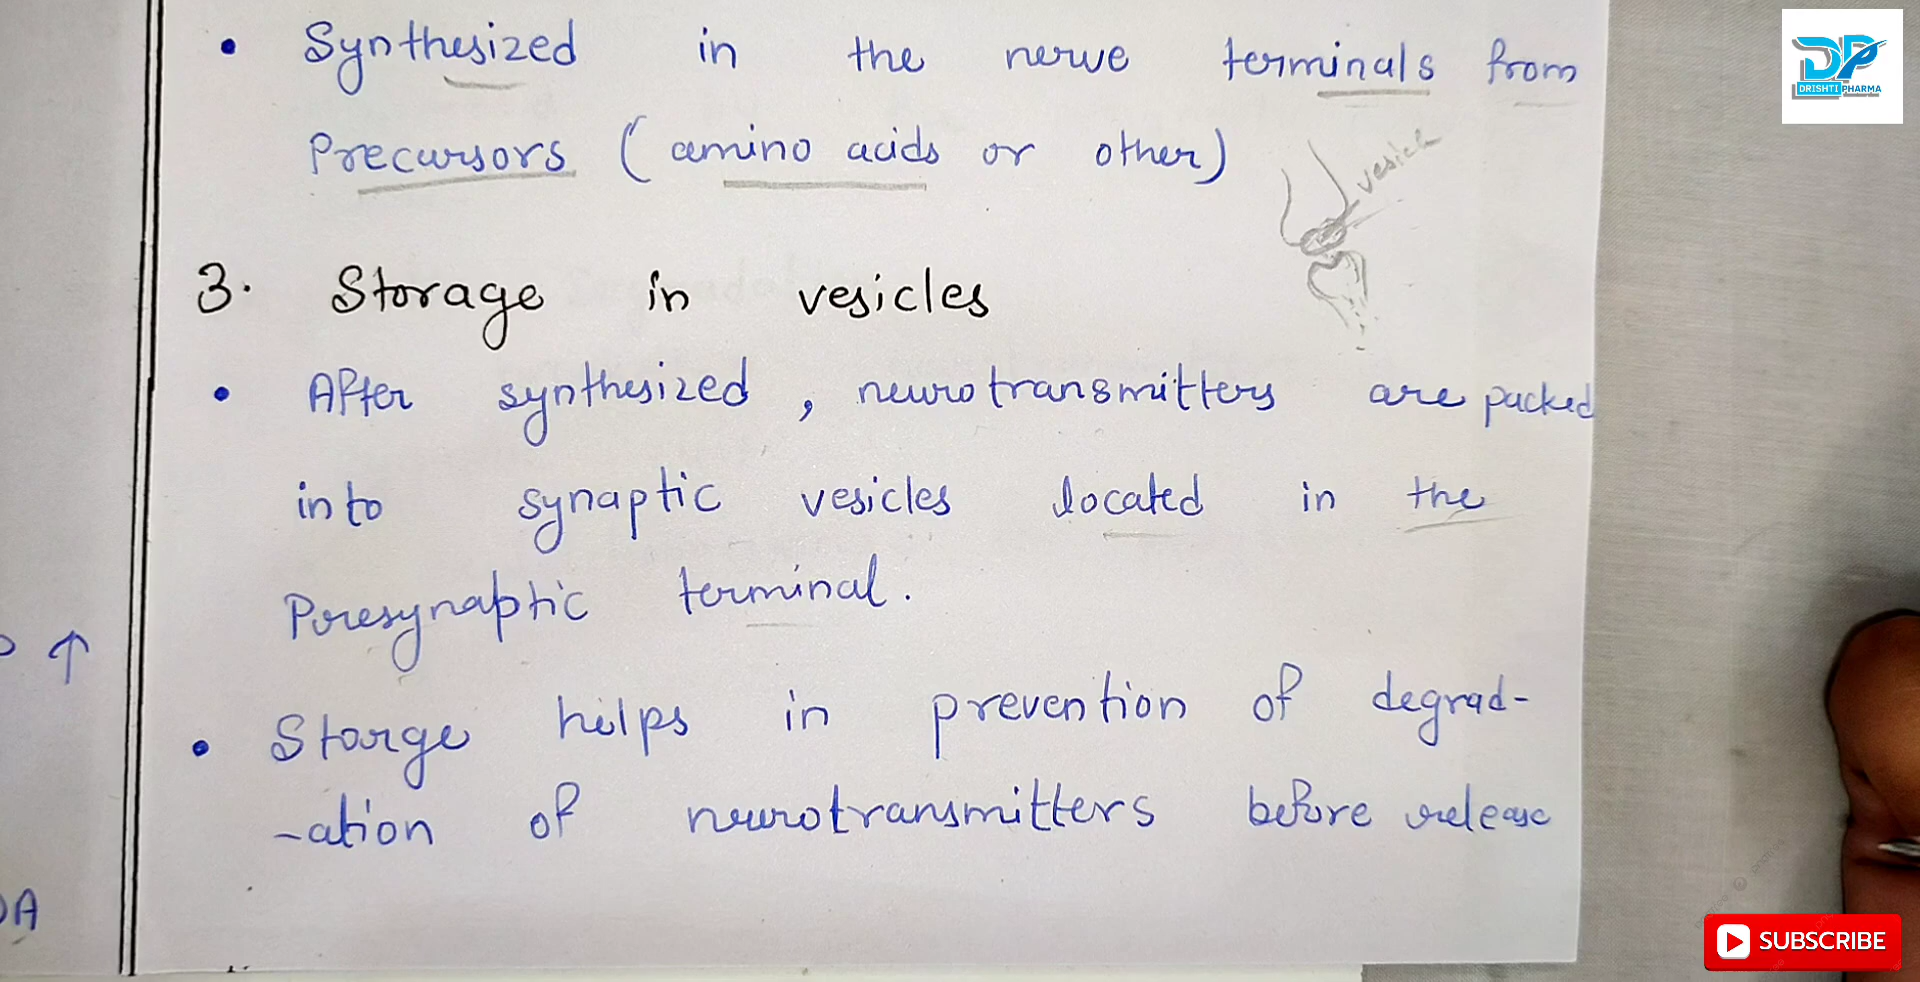 • Synthesized in the nerve terminals from
Precursors (amino acids or other)
vesicle
3. Storage in vesicles
• After synthesized, neurotransmitters are packed
into synaptic vesicles located in the
Presynaptic terminal.
• Storge helps in prevention of degrad-
-ation of neurotransmitters before release
↑
DA
DP
DRISHTI PHARMA
SUBSCRIBE